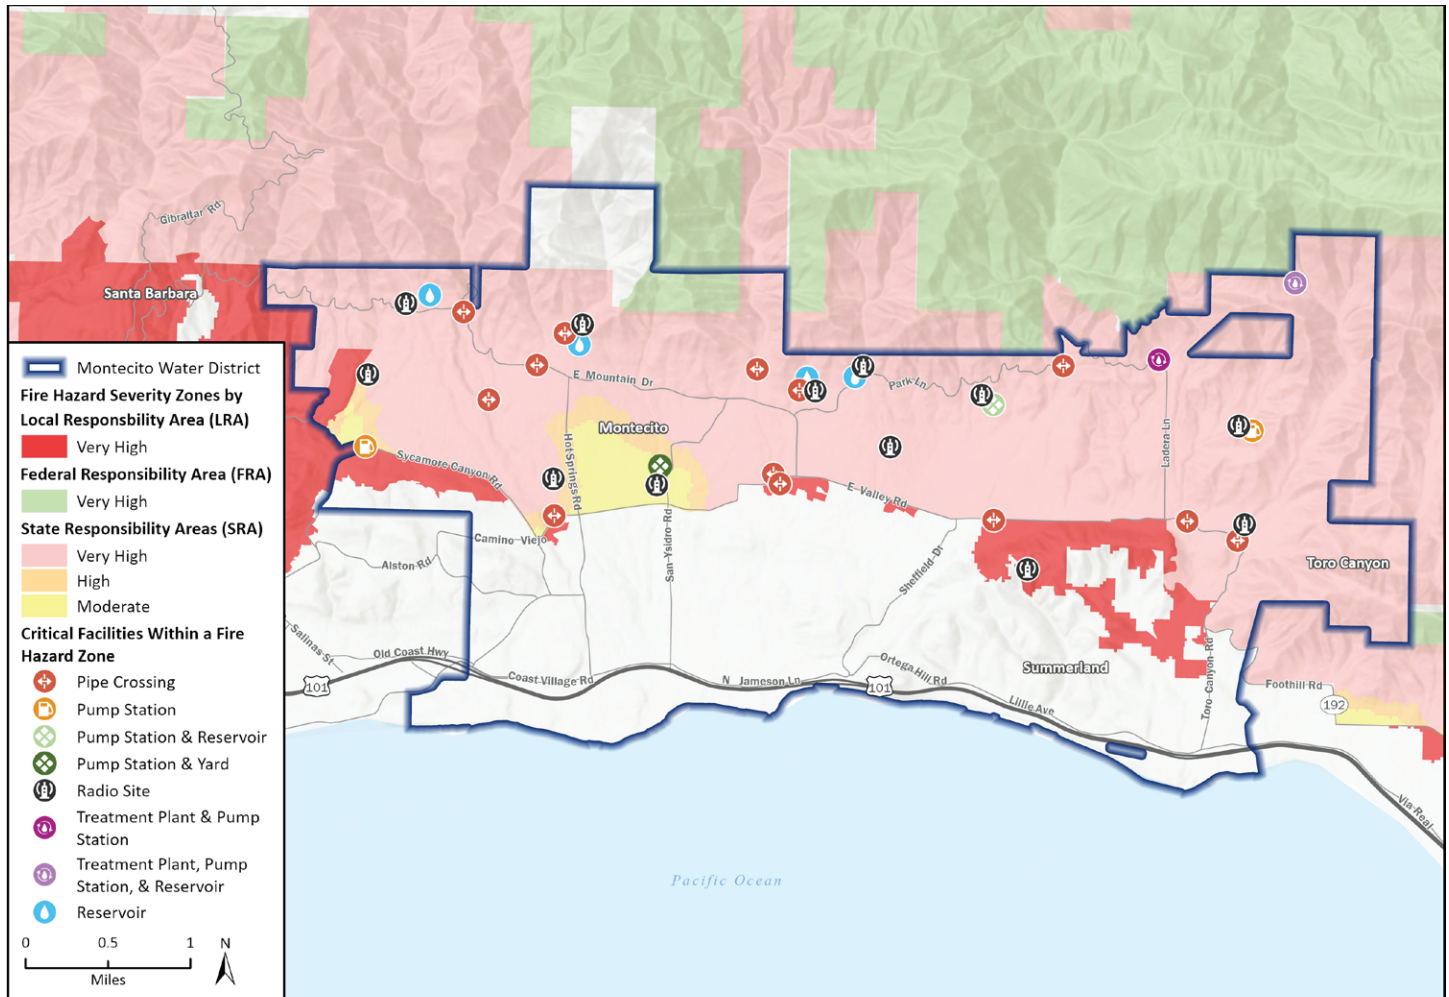 Gibraltar Rd
Santa Barbara
E Mountain Dr
Park Ln
Montecito
Ladera Ln
Sycamore Canyon Rd
Hot Springs Rd
E Valley Rd
San Ysidro Rd
Camino Viejo
Alston Rd
Sheffield Dr
Toro Canyon
Salinas St
Old Coast Hwy
Coast Village Rd
N Jameson Ln
Ortega Hill Rd
Summerland
Toro Canyon Rd
Foothill Rd
101
101
192
Lillie Ave
Via Real
Pacific Ocean
Montecito Water District
Fire Hazard Severity Zones by
Local Responsbility Area (LRA)
Very High
Federal Responsibility Area (FRA)
Very High
State Responsibility Areas (SRA)
Very High
High
Moderate
Critical Facilities Within a Fire
Hazard Zone
Pipe Crossing
Pump Station
Pump Station & Reservoir
Pump Station & Yard
Radio Site
Treatment Plant & Pump
Station
Treatment Plant, Pump
Station, & Reservoir
Reservoir
0 0.5 1
Miles
N